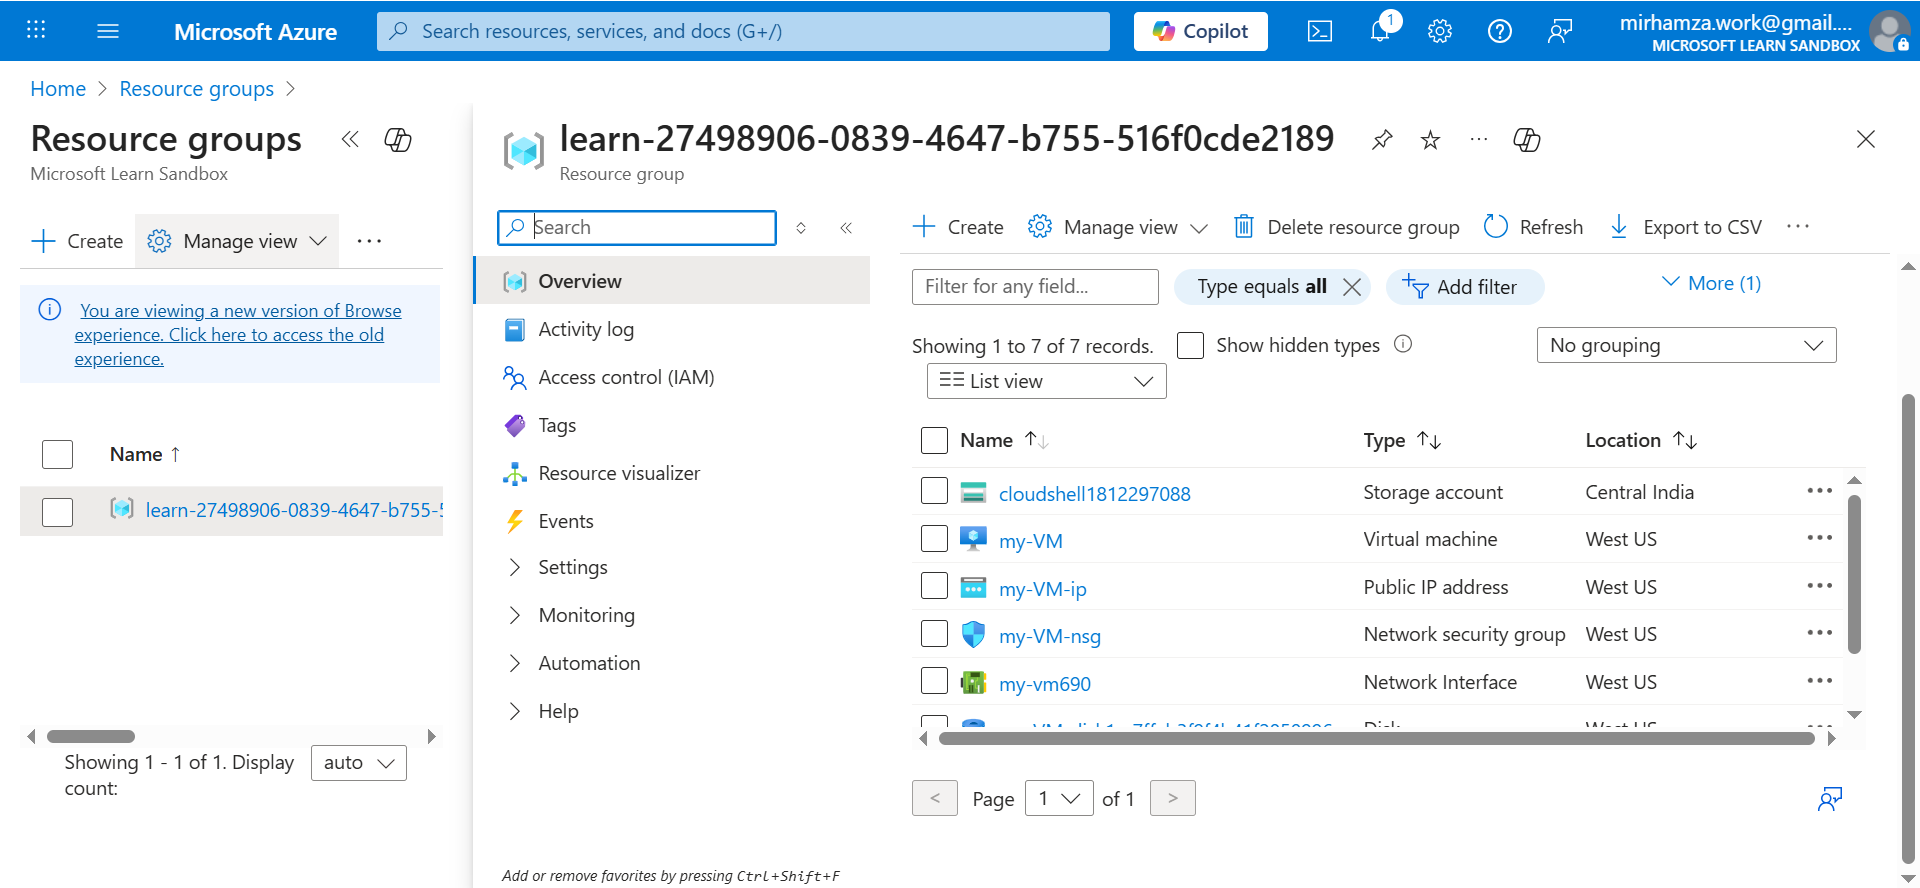 Microsoft Azure
Search resources, services, and docs (G+/)
Copilot
1
mirhamza.work@gmail....
MICROSOFT LEARN SANDBOX
Home > Resource groups >
Resource groups
Microsoft Learn Sandbox
Create
Manage view
You are viewing a new version of Browse
experience. Click here to access the old
experience.
Name ↑
learn-27498906-0839-4647-b755-5
Showing 1 - 1 of 1. Display
count:
auto
learn-27498906-0839-4647-b755-516f0cde2189
Resource group
Search
Overview
Activity log
Access control (IAM)
Tags
Resource visualizer
Events
Settings
Monitoring
Automation
Help
Add or remove favorites by pressing Ctrl+Shift+F
Create
Manage view
Delete resource group
Refresh
Export to CSV
Filter for any field...
Type equals all
Add filter
More (1)
Showing 1 to 7 of 7 records.
Show hidden types
No grouping
List view
Name ↑↓ Type ↑↓ Location ↑↓
cloudshell1812297088 Storage account Central India
my-VM Virtual machine West US
my-VM-ip Public IP address West US
my-VM-nsg Network security group West US
my-vm690 Network Interface West US
Disk West US
< Page 1 of 1 >